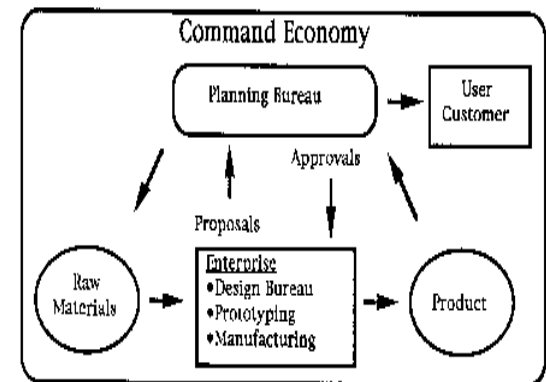 Command Economy
Planning Bureau
User
Customer
Approvals
Proposals
Raw
Materials
Enterprise
•Design Bureau
•Prototyping
•Manufacturing
Product